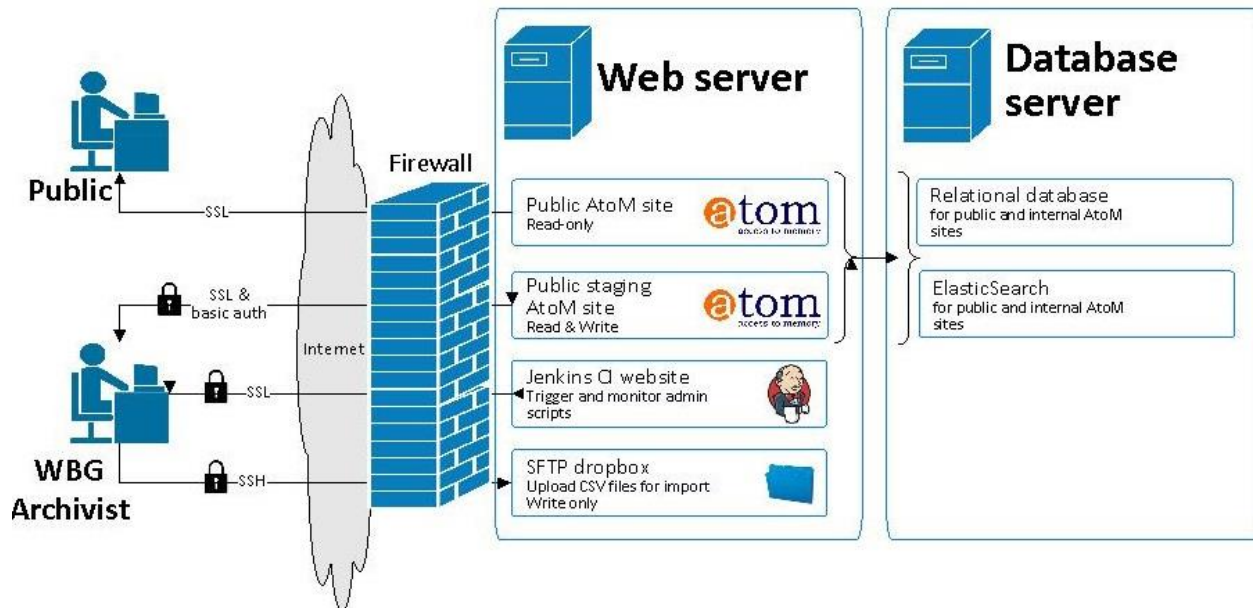 Web server
Database
server
Public
Firewall
SSL
Public AtoM site
Read-only
atom
access to memory
Relational database
for public and internal AtoM
sites
SSL &
basic auth
Public staging
AtoM site
Read & Write
atom
access to memory
ElasticSearch
for public and internal AtoM
sites
Internet
WBG
Archivist
SSL
Jenkins CI website
Trigger and monitor admin
scripts
SSH
SFTP dropbox
Upload CSV files for import
Write only